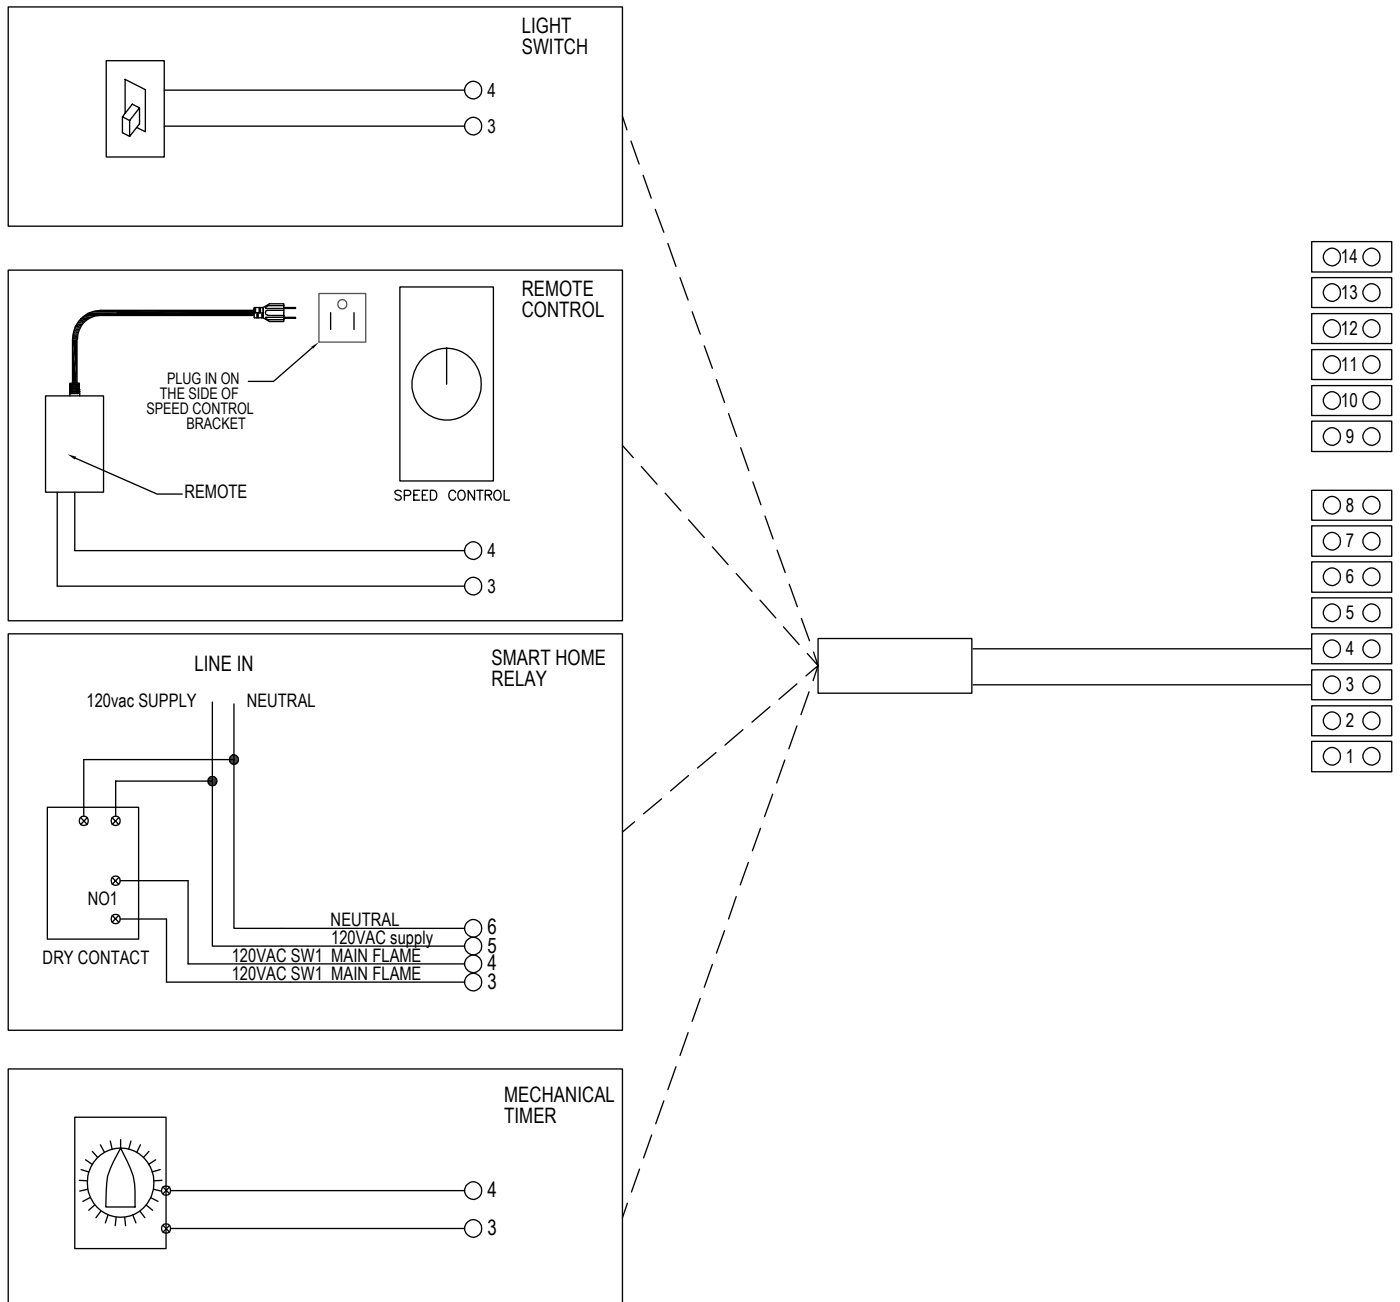 LIGHT
SWITCH
4
3
REMOTE
CONTROL
PLUG IN ON
THE SIDE OF
SPEED CONTROL
BRACKET
REMOTE
SPEED CONTROL
4
3
SMART HOME
RELAY
LINE IN
120vac SUPPLY
NEUTRAL
NO1
DRY CONTACT
NEUTRAL
6
120VAC supply
5
120VAC SW1 MAIN FLAME
4
120VAC SW1 MAIN FLAME
3
MECHANICAL
TIMER
4
3
14
13
12
11
10
9
8
7
6
5
4
3
2
1